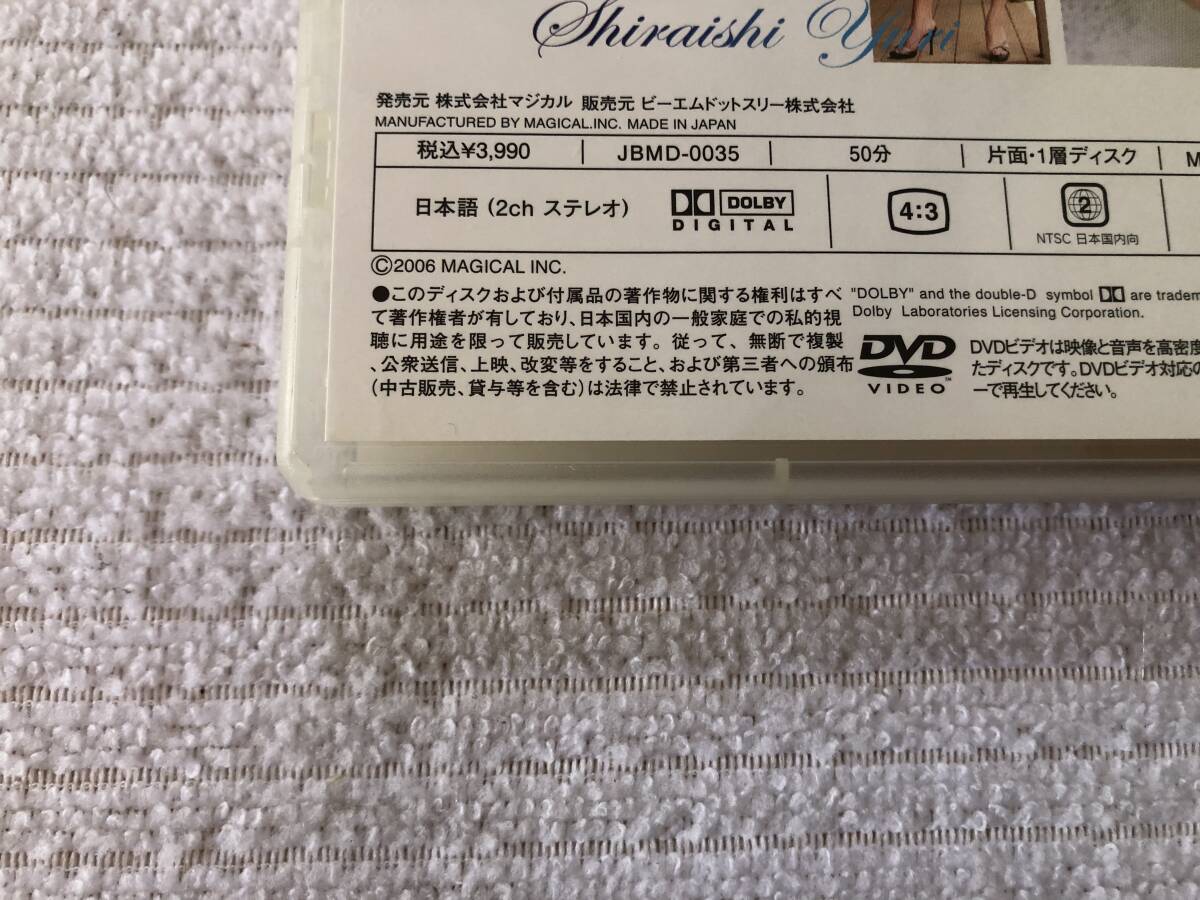 Shiraishi Yuri
発売元 株式会社マジカル 販売元 ビーエムドットスリー株式会社
MANUFACTURED BY MAGICAL.INC. MADE IN JAPAN
税込¥3,990 JBMD-0035 50分 片面・1層ディスク M
日本語 (2ch ステレオ) DOLBY DIGITAL 4:3 2 NTSC 日本国内向
©2006 MAGICAL INC.
●このディスクおよび付属品の著作物に関する権利はすべ
て著作権者が有しており、日本国内の一般家庭での私的視
聴に用途を限って販売しています。従って、無断で複製
、公衆送信、上映、改変等をすること、および第三者への頒布
(中古販売、貸与等を含む)は法律で禁止されています。
"DOLBY" and the double-D symbol are tradem
Dolby Laboratories Licensing Corporation.
DVD VIDEO™
DVDビデオは映像と音声を高密度
たディスクです。DVDビデオ対応の
ーで再生してください。